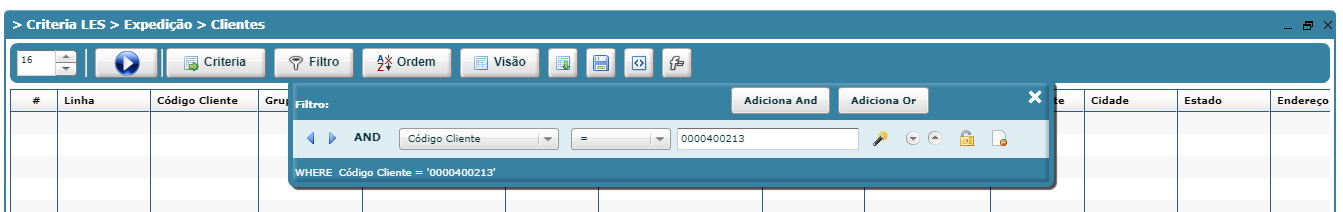 > Criteria LES > Expedição > Clientes
16 Criteria Filtro Ordem Visão
# Linha Código Cliente Cidade Estado Endereço
Filtro: Adiciona And Adiciona Or
AND Código Cliente = 0000400213
WHERE Código Cliente = '0000400213'